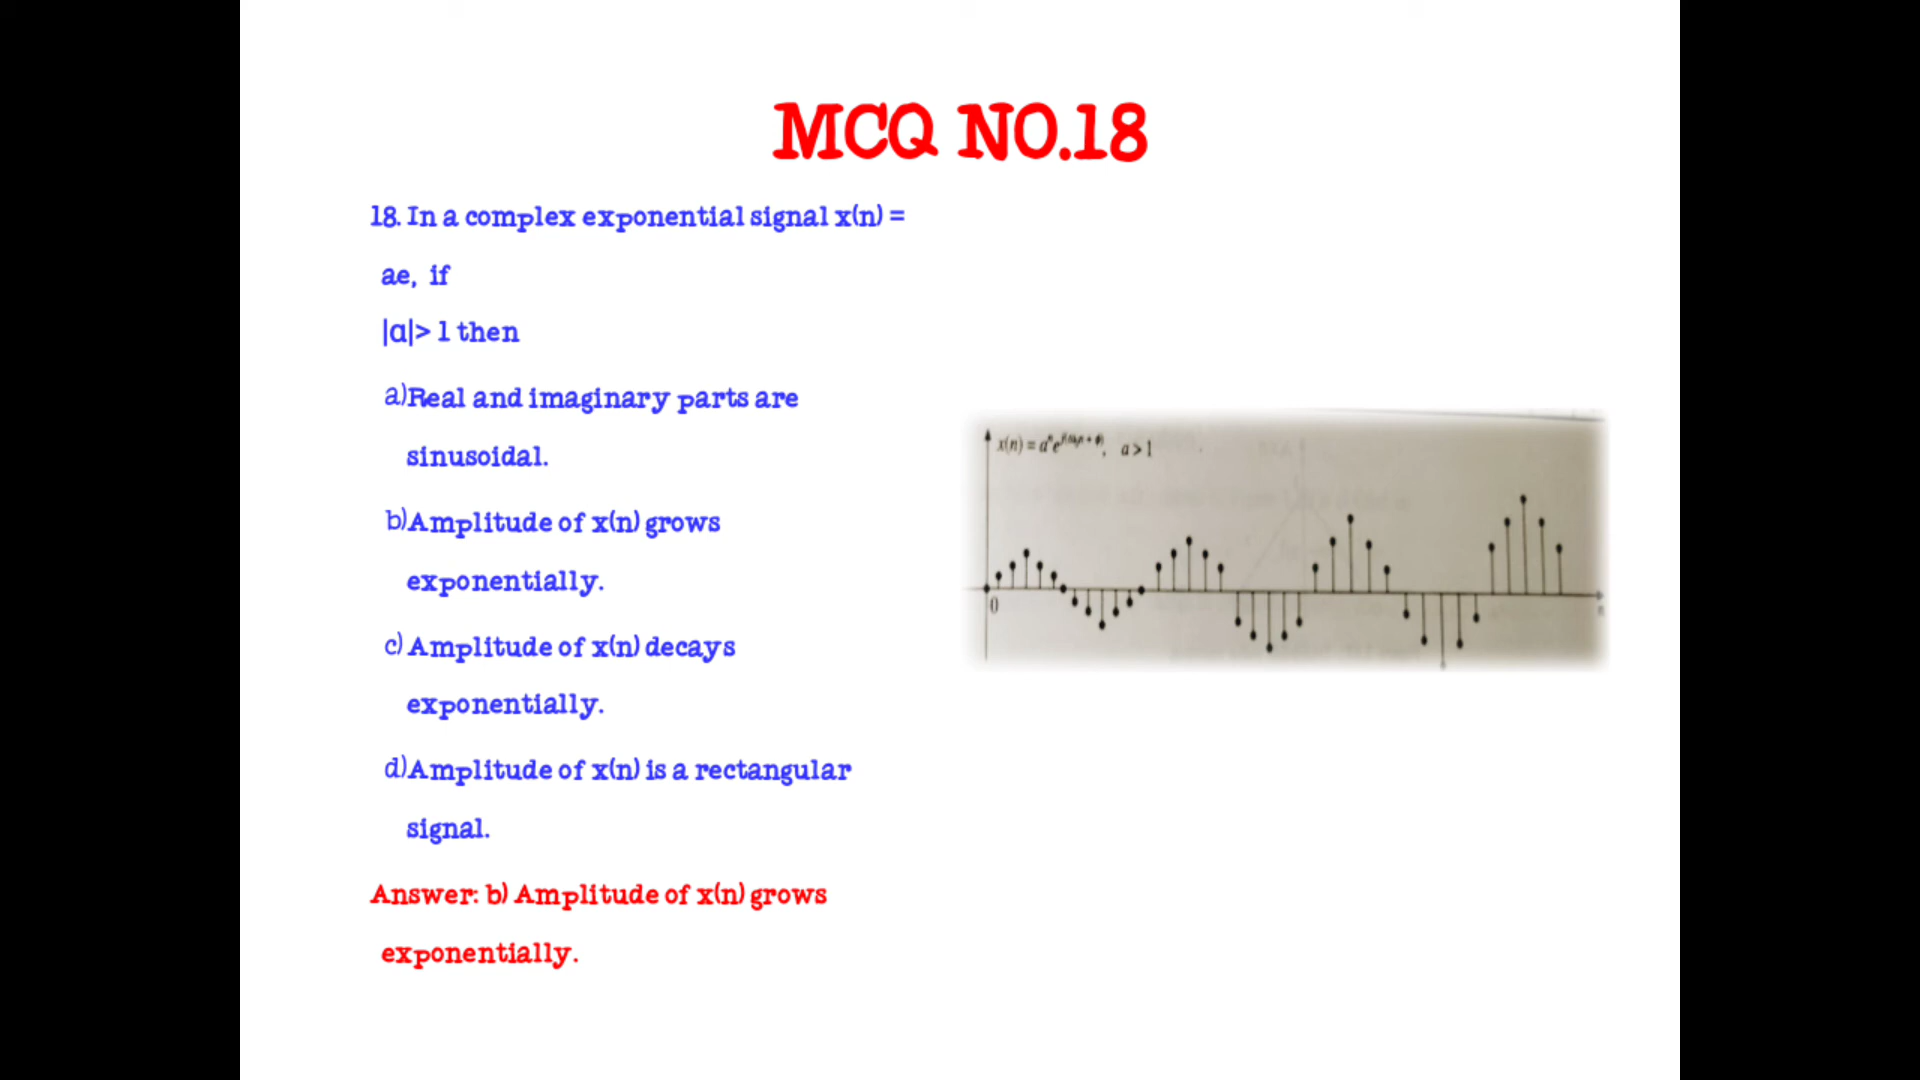 MCQ NO.18
18. In a complex exponential signal x(n) =
ae, if
|a|> 1 then
a)Real and imaginary parts are
sinusoidal.
b)Amplitude of x(n) grows
exponentially.
c)Amplitude of x(n) decays
exponentially.
d)Amplitude of x(n) is a rectangular
signal.
Answer: b) Amplitude of x(n) grows
exponentially.
x(n) = aⁿe^j(ω₀n + ϕ), a > 1
0
n